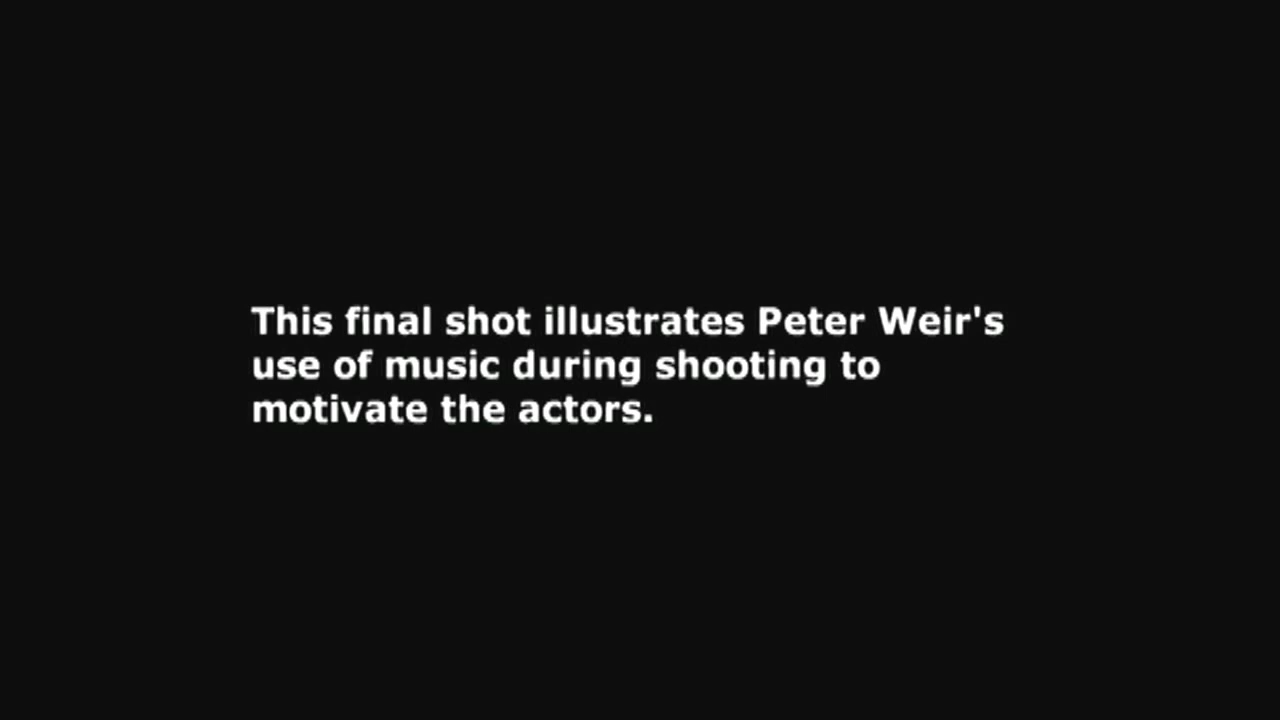 This final shot illustrates Peter Weir's
use of music during shooting to
motivate the actors.